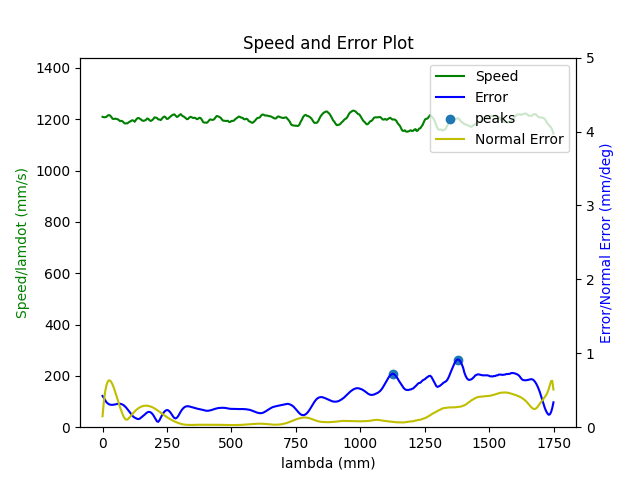 Speed and Error Plot
Speed
Error
peaks
Normal Error
1400
1200
1000
800
600
400
200
0
Speed/lamdot (mm/s)
5
4
3
2
1
0
Error/Normal Error (mm/deg)
0 250 500 750 1000 1250 1500 1750
lambda (mm)